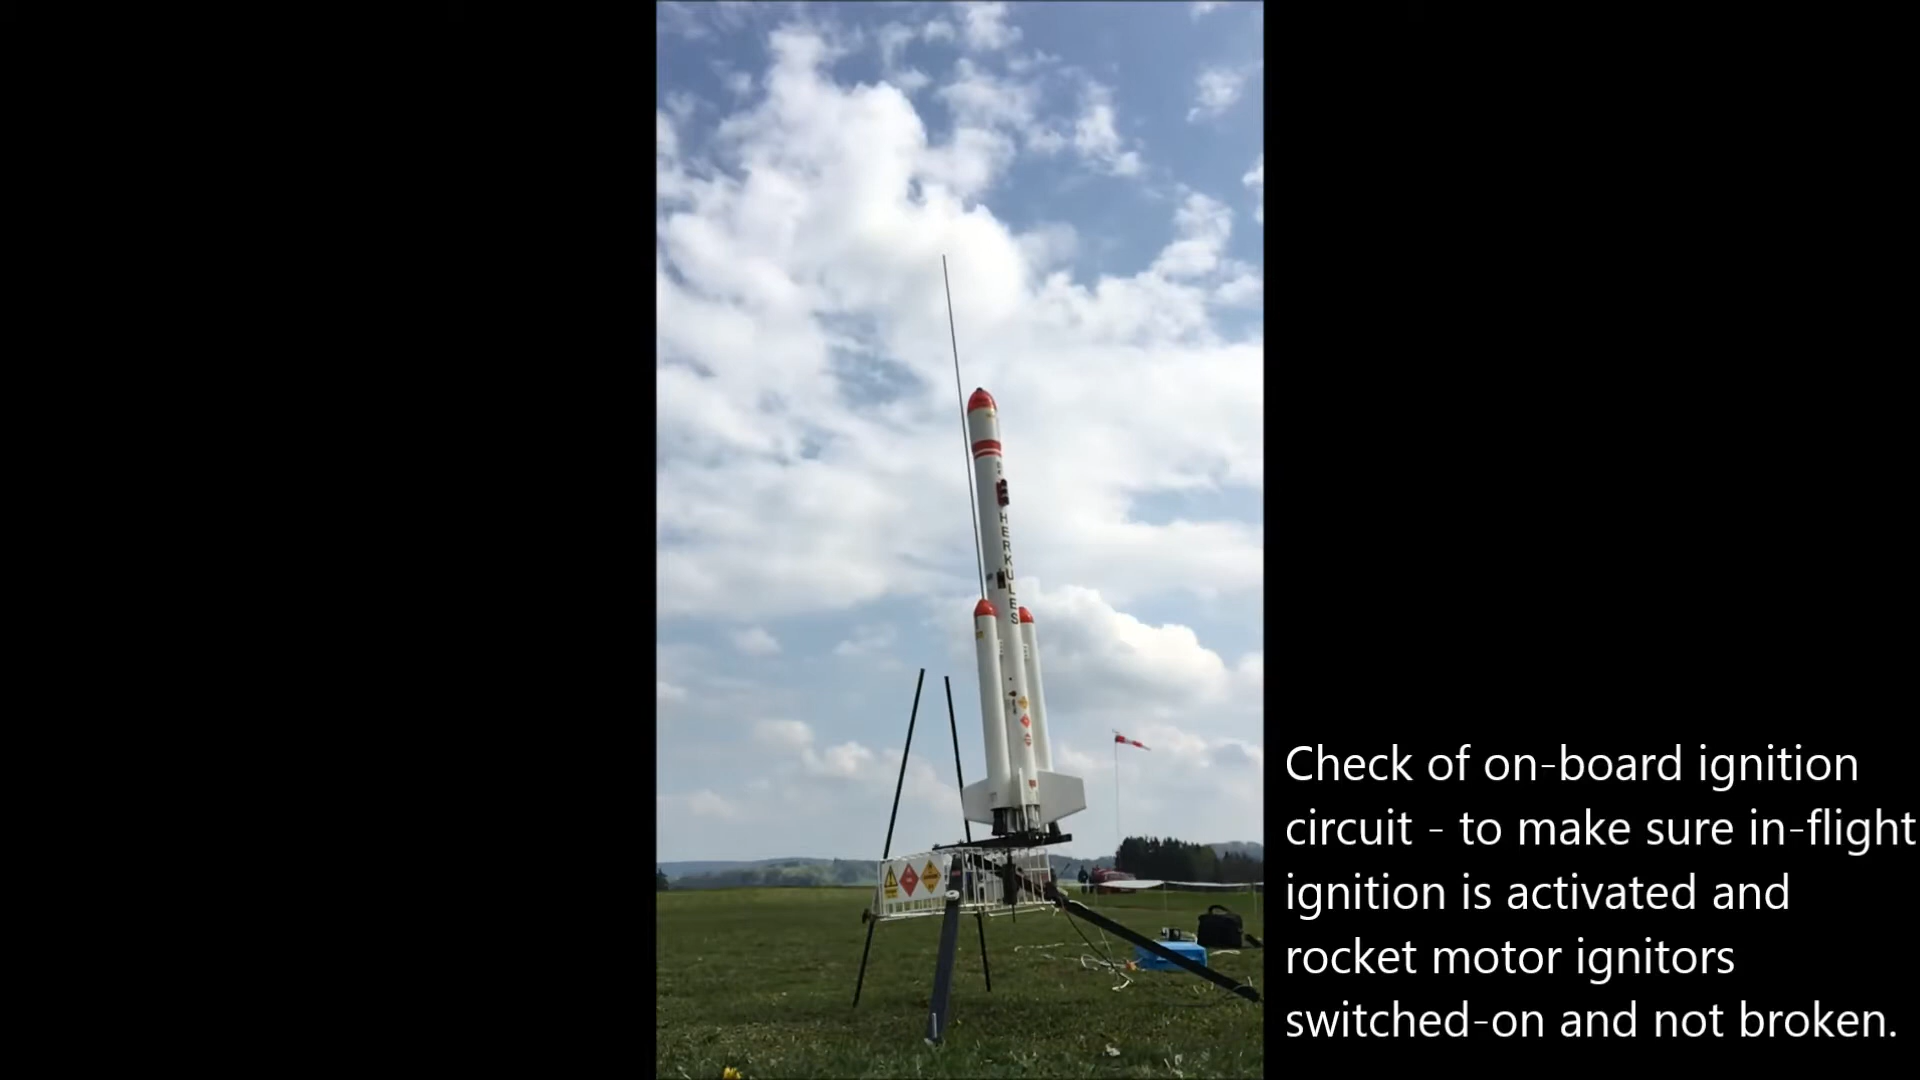 HERKULES
Check of on-board ignition
circuit - to make sure in-flight
ignition is activated and
rocket motor ignitors
switched-on and not broken.